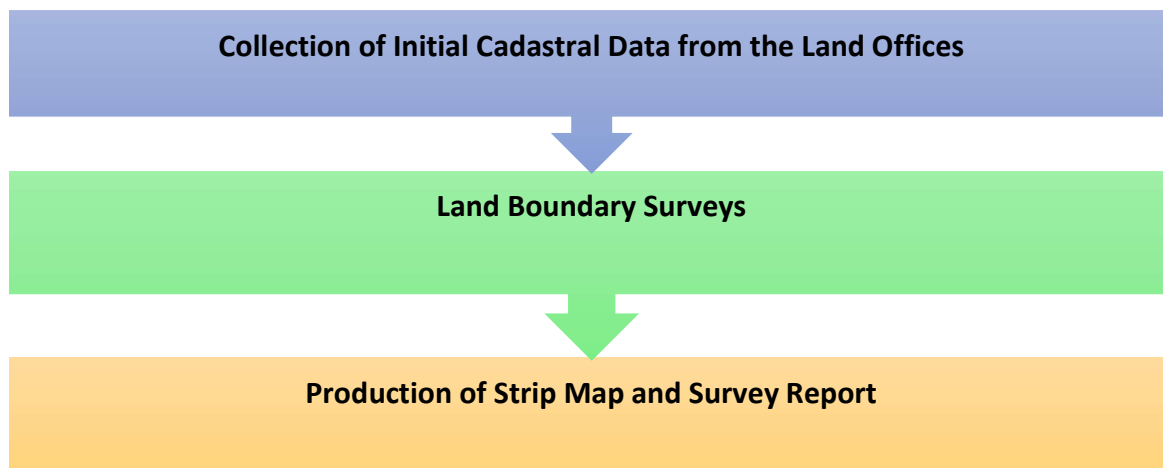 Collection of Initial Cadastral Data from the Land Offices
Land Boundary Surveys
Production of Strip Map and Survey Report